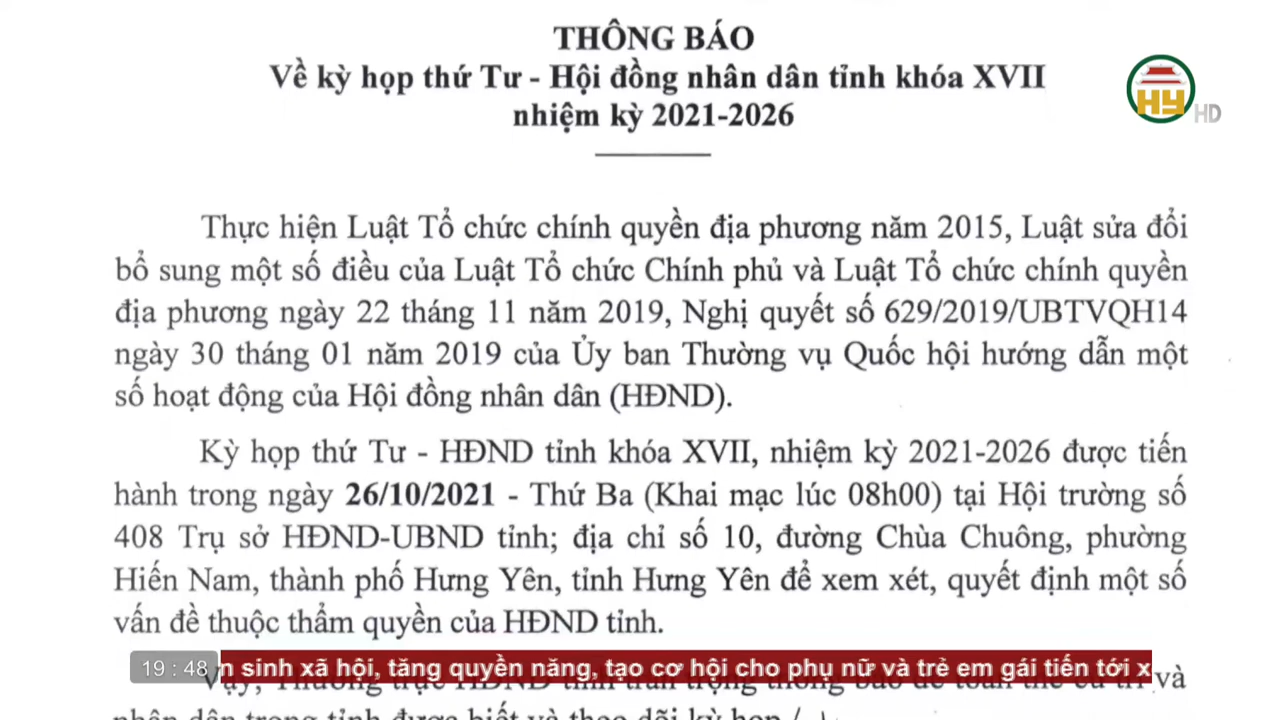 THÔNG BÁO
Về kỳ họp thứ Tư - Hội đồng nhân dân tỉnh khóa XVII
nhiệm kỳ 2021-2026
HY HD
Thực hiện Luật Tổ chức chính quyền địa phương năm 2015, Luật sửa đổi
bổ sung một số điều của Luật Tổ chức Chính phủ và Luật Tổ chức chính quyền
địa phương ngày 22 tháng 11 năm 2019, Nghị quyết số 629/2019/UBTVQH14
ngày 30 tháng 01 năm 2019 của Ủy ban Thường vụ Quốc hội hướng dẫn một
số hoạt động của Hội đồng nhân dân (HĐND).
Kỳ họp thứ Tư - HĐND tỉnh khóa XVII, nhiệm kỳ 2021-2026 được tiến
hành trong ngày 26/10/2021 - Thứ Ba (Khai mạc lúc 08h00) tại Hội trường số
408 Trụ sở HĐND-UBND tỉnh; địa chỉ số 10, đường Chùa Chuông, phường
Hiến Nam, thành phố Hưng Yên, tỉnh Hưng Yên để xem xét, quyết định một số
vấn đề thuộc thẩm quyền của HĐND tỉnh.
19 : 48 n sinh xã hội, tăng quyền năng, tạo cơ hội cho phụ nữ và trẻ em gái tiến tới x
và